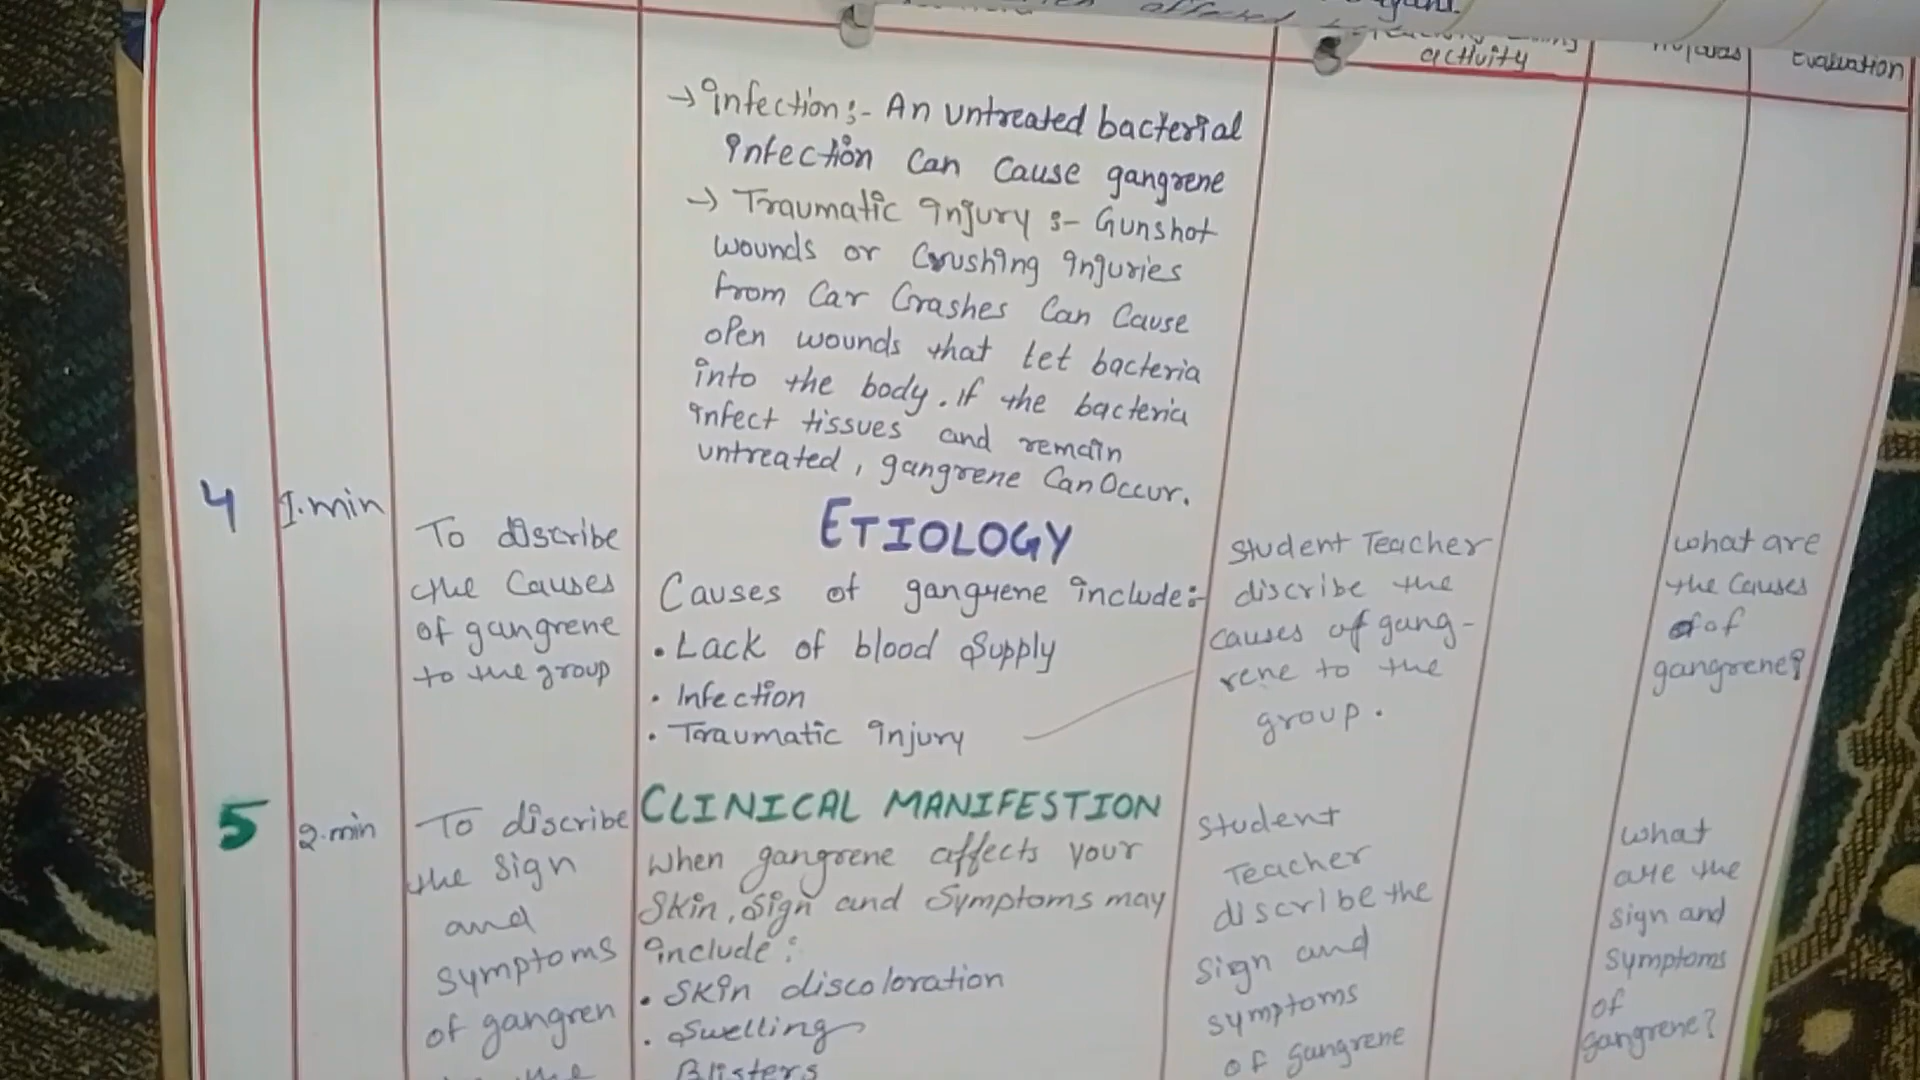 activity
Evaluation
→ Infection :- An untreated bacterial
infection can cause gangrene
→ Traumatic injury :- Gunshot
wounds or Crushing injuries
from Car Crashes Can Cause
open wounds that let bacteria
into the body. if the bacteria
infect tissues and remain
untreated, gangrene Can Occur.
4
1.min
To discribe
the Causes
of gangrene
to the group
ETIOLOGY
Causes of gangrene include:-
• Lack of blood Supply
• Infection
• Traumatic injury
Student Teacher
discribe the
causes of gang-
rene to the
group.
what are
the Causes
of of
gangrene?
5
2.min
To discribe
the Sign
and
symptoms
of gangren
the
CLINICAL MANIFESTION
when gangrene affects your
Skin, Sign and Symptoms may
include:
• Skin discoloration
• Swelling
Blisters
Student
Teacher
discribe the
sign and
symptoms
of gangrene
what
are the
sign and
symptoms
of
gangrene?